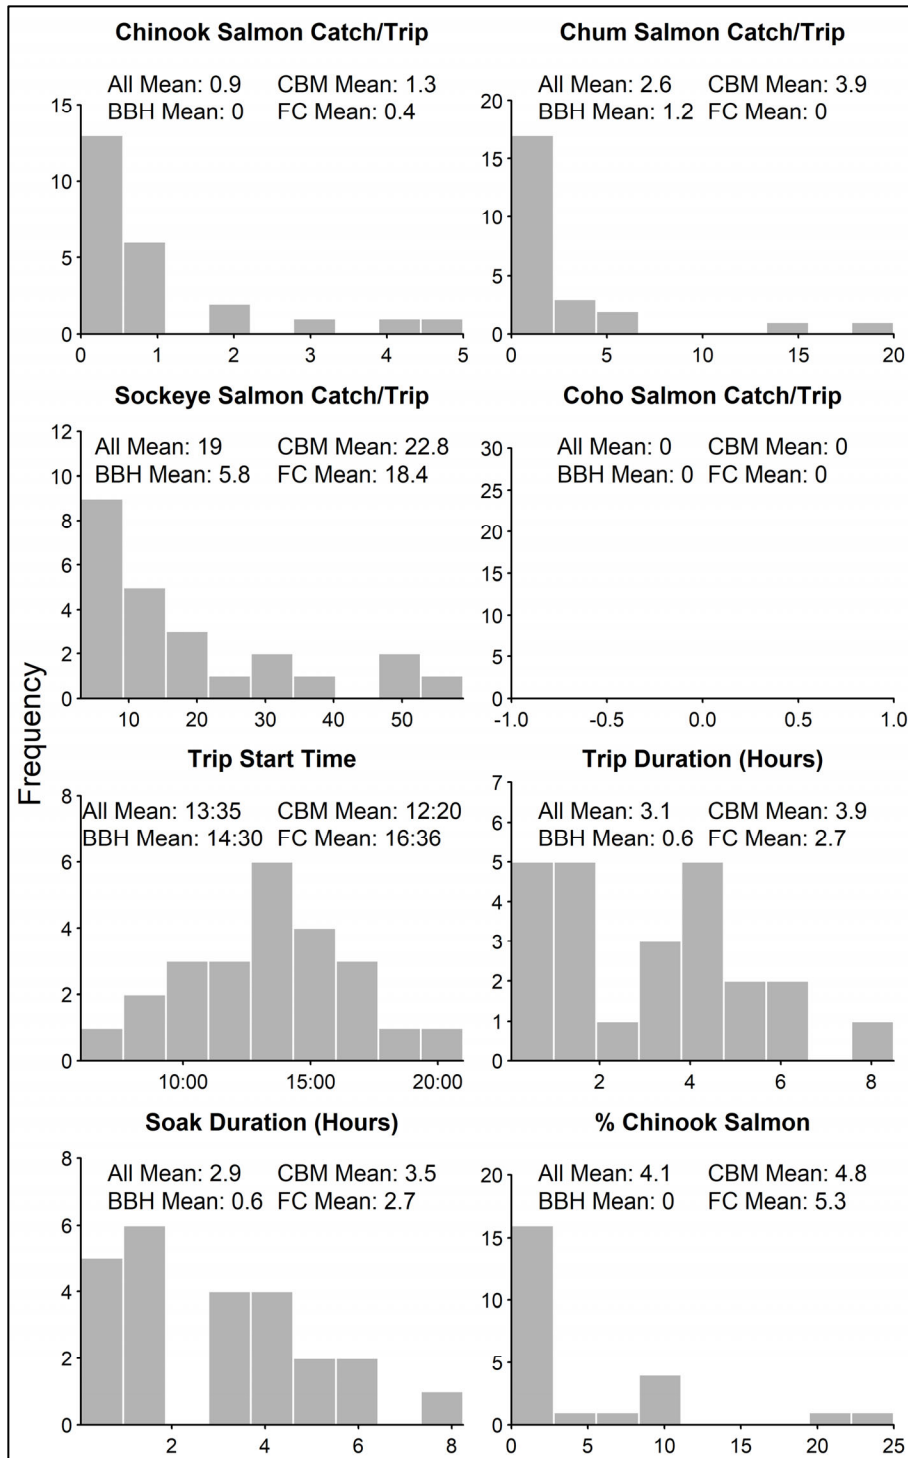 Chinook Salmon Catch/Trip
All Mean: 0.9 CBM Mean: 1.3
BBH Mean: 0 FC Mean: 0.4
15
10
5
0
0 1 2 3 4 5
Chum Salmon Catch/Trip
All Mean: 2.6 CBM Mean: 3.9
BBH Mean: 1.2 FC Mean: 0
20
15
10
5
0
0 5 10 15 20
Sockeye Salmon Catch/Trip
All Mean: 19 CBM Mean: 22.8
BBH Mean: 5.8 FC Mean: 18.4
12
10
8
6
4
2
0
10 20 30 40 50
Coho Salmon Catch/Trip
All Mean: 0 CBM Mean: 0
BBH Mean: 0 FC Mean: 0
30
25
20
15
10
5
0
-1.0 -0.5 0.0 0.5 1.0
Frequency
Trip Start Time
All Mean: 13:35 CBM Mean: 12:20
BBH Mean: 14:30 FC Mean: 16:36
8
6
4
2
0
10:00 15:00 20:00
Trip Duration (Hours)
All Mean: 3.1 CBM Mean: 3.9
BBH Mean: 0.6 FC Mean: 2.7
7
6
5
4
3
2
1
0
2 4 6 8
Soak Duration (Hours)
All Mean: 2.9 CBM Mean: 3.5
BBH Mean: 0.6 FC Mean: 2.7
8
6
4
2
0
2 4 6 8
% Chinook Salmon
All Mean: 4.1 CBM Mean: 4.8
BBH Mean: 0 FC Mean: 5.3
20
15
10
5
0
0 5 10 15 20 25